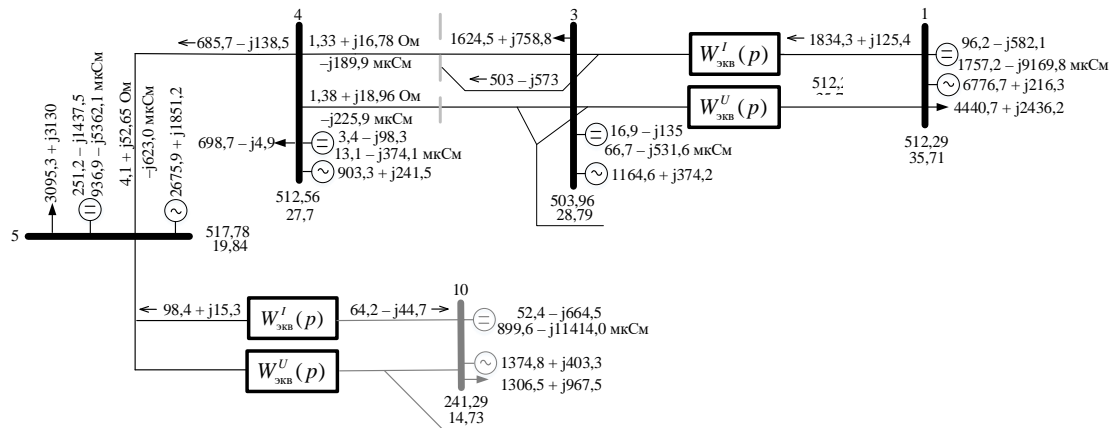 4
3
1
685,7 – j138,5
1,33 + j16,78 Ом
–j189,9 мкСм
1624,5 + j758,8
W^I_экв(p)
1834,3 + j125,4
96,2 – j582,1
1757,2 – j9169,8 мкСм
503 – j573
6776,7 + j216,3
1,38 + j18,96 Ом
–j225,9 мкСм
W^U_экв(p)
4440,7 + j2436,2
698,7 – j4,9
3,4 – j98,3
13,1 – j374,1 мкСм
903,3 + j241,5
16,9 – j135
66,7 – j531,6 мкСм
1164,6 + j374,2
512,29
35,71
512,56
27,7
503,96
28,79
3095,3 + j3130
251,2 – j1437,5
936,9 – j5362,1 мкСм
4,1 + j52,65 Ом
–j623,0 мкСм
2675,9 + j1851,2
5
517,78
19,84
10
98,4 + j15,3
W^I_экв(p)
64,2 – j44,7
52,4 – j664,5
899,6 – j11414,0 мкСм
W^U_экв(p)
1374,8 + j403,3
1306,5 + j967,5
241,29
14,73